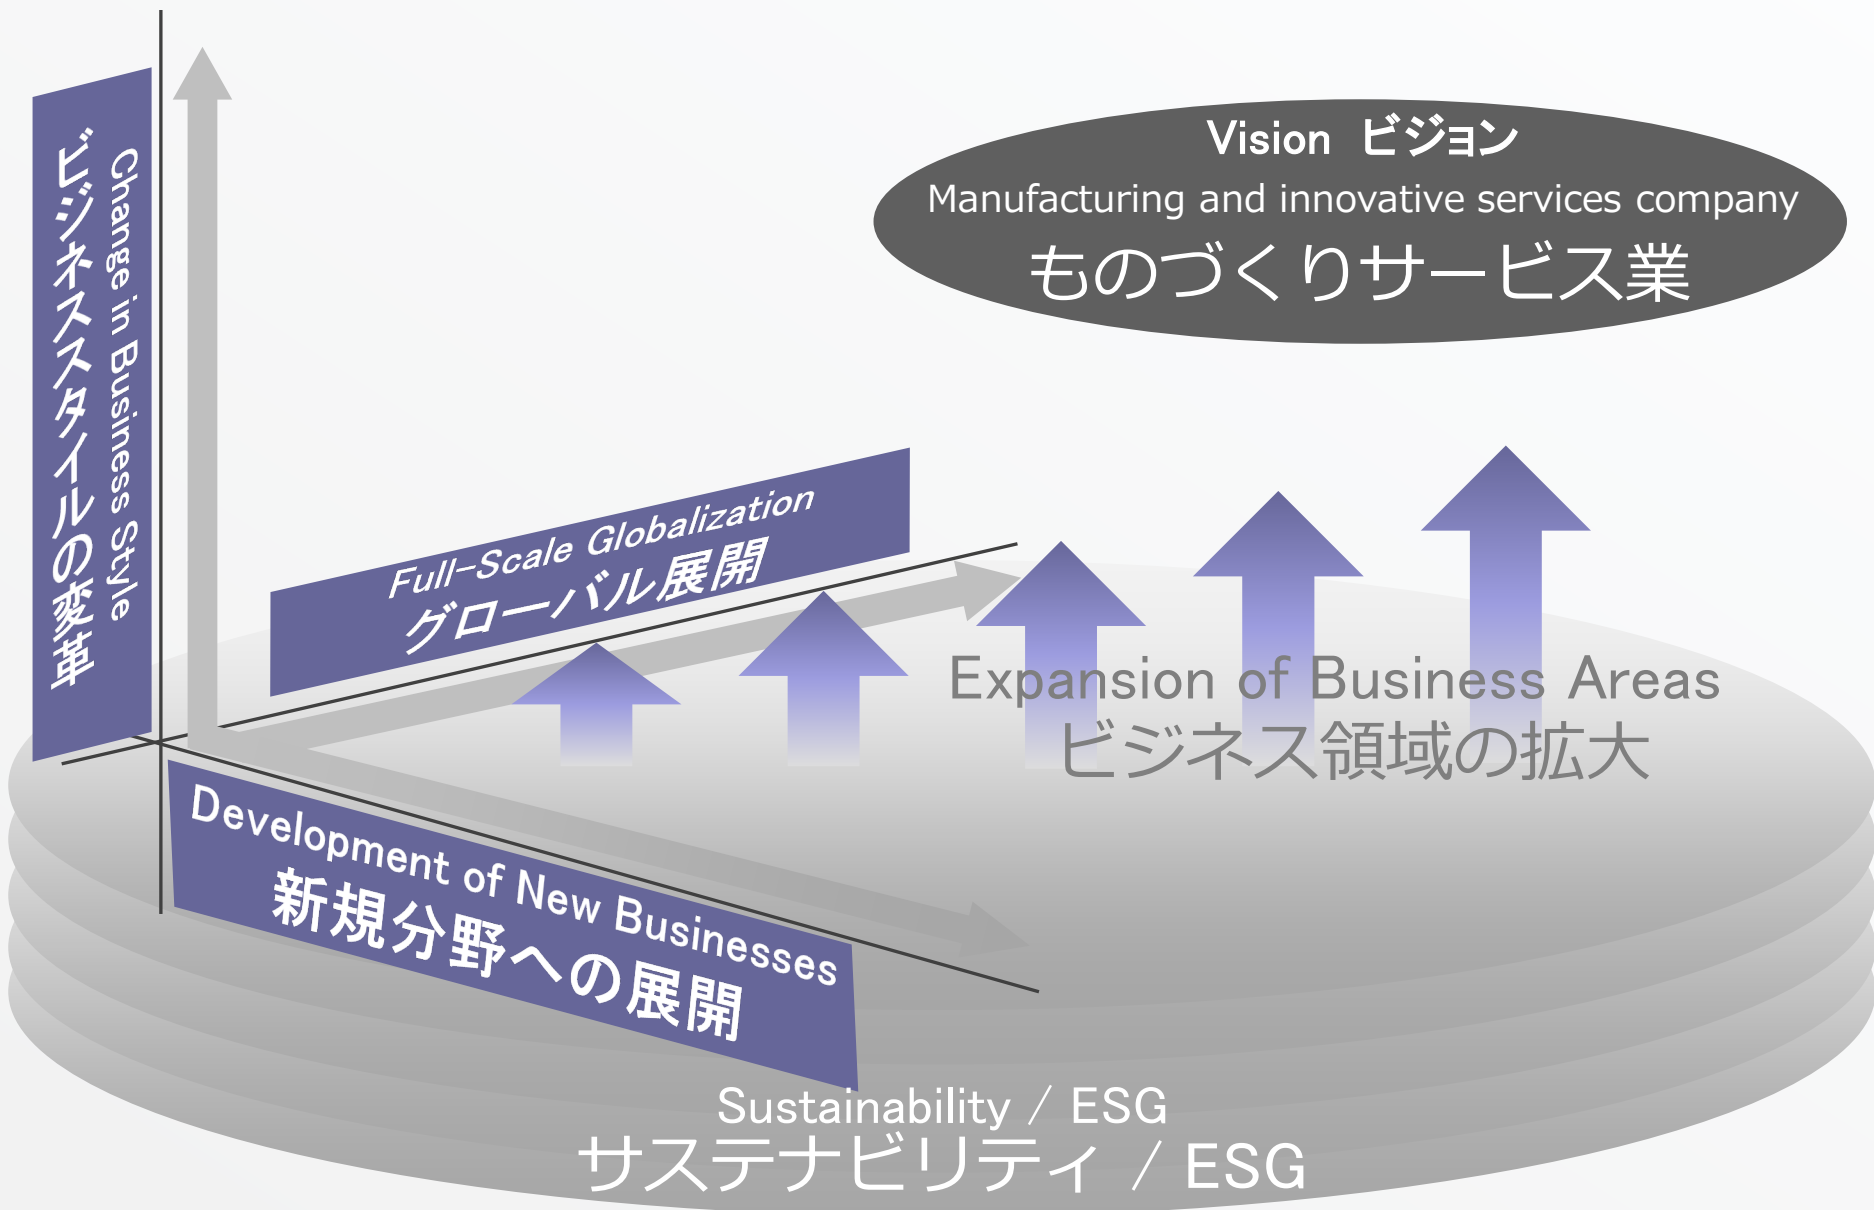 Vision ビジョン
Manufacturing and innovative services company
ものづくりサービス業
Change in Business Style
ビジネススタイルの変革
Full-Scale Globalization
グローバル展開
Expansion of Business Areas
ビジネス領域の拡大
Development of New Businesses
新規分野への展開
Sustainability / ESG
サステナビリティ / ESG